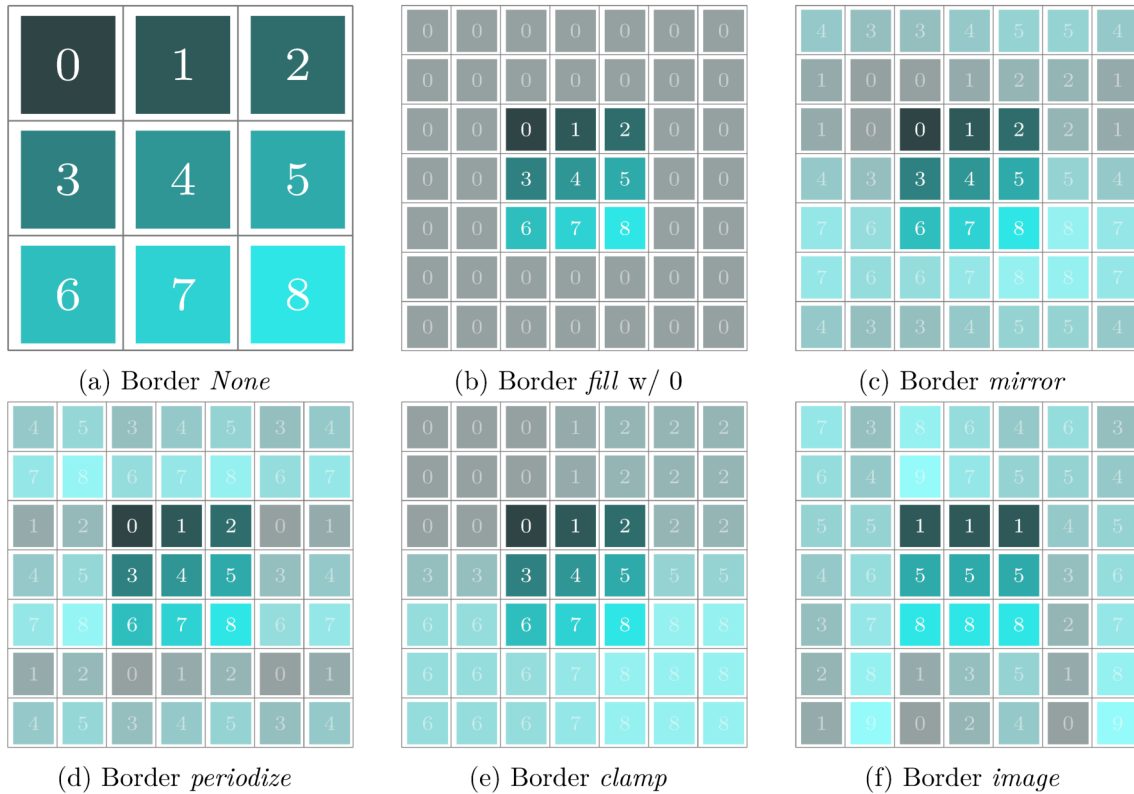 0 1 2
3 4 5
6 7 8
(a) Border None
0 0 0 0 0 0 0
0 0 0 0 0 0 0
0 0 0 1 2 0 0
0 0 3 4 5 0 0
0 0 6 7 8 0 0
0 0 0 0 0 0 0
0 0 0 0 0 0 0
(b) Border fill w/ 0
4 3 3 4 5 5 4
1 0 0 1 2 2 1
1 0 0 1 2 2 1
4 3 3 4 5 5 4
7 6 6 7 8 8 7
7 6 6 7 8 8 7
4 3 3 4 5 5 4
(c) Border mirror
4 5 3 4 5 3 4
7 8 6 7 8 6 7
1 2 0 1 2 0 1
4 5 3 4 5 3 4
7 8 6 7 8 6 7
1 2 0 1 2 0 1
4 5 3 4 5 3 4
(d) Border periodize
0 0 0 1 2 2 2
0 0 0 1 2 2 2
0 0 0 1 2 2 2
3 3 3 4 5 5 5
6 6 6 7 8 8 8
6 6 6 7 8 8 8
6 6 6 7 8 8 8
(e) Border clamp
7 3 8 6 4 6 3
6 4 9 7 5 5 4
5 5 1 1 1 4 5
4 6 5 5 5 3 6
3 7 8 8 8 2 7
2 8 1 3 5 1 8
1 9 0 2 4 0 9
(f) Border image